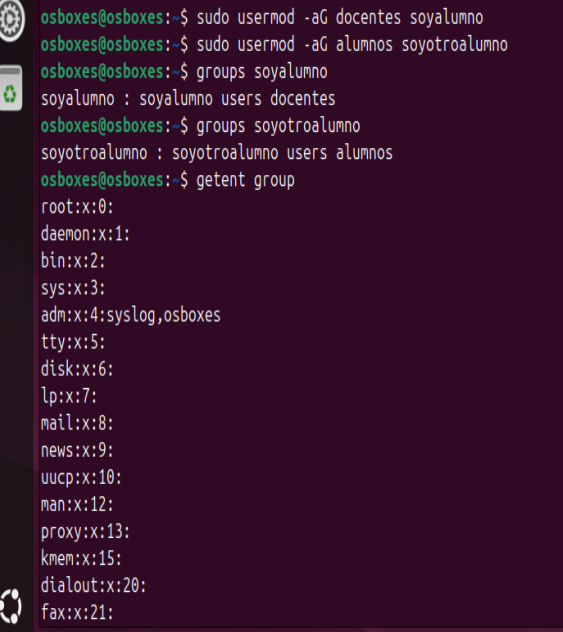 osboxes@osboxes:~$ sudo usermod -aG docentes soyalumno
osboxes@osboxes:~$ sudo usermod -aG alumnos soyotroalumno
osboxes@osboxes:~$ groups soyalumno
soyalumno : soyalumno users docentes
osboxes@osboxes:~$ groups soyotroalumno
soyotroalumno : soyotroalumno users alumnos
osboxes@osboxes:~$ getent group
root:x:0:
daemon:x:1:
bin:x:2:
sys:x:3:
adm:x:4:syslog,osboxes
tty:x:5:
disk:x:6:
lp:x:7:
mail:x:8:
news:x:9:
uucp:x:10:
man:x:12:
proxy:x:13:
kmem:x:15:
dialout:x:20:
fax:x:21: